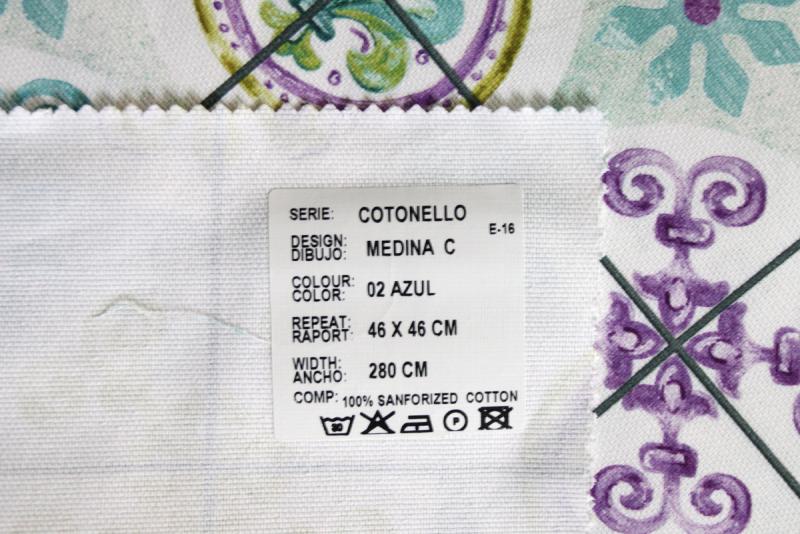 SERIE: COTONELLO
E-16
DESIGN:
DIBUJO: MEDINA C
COLOUR:
COLOR: 02 AZUL
REPEAT:
RAPORT: 46 X 46 CM
WIDTH:
ANCHO: 280 CM
COMP: 100% SANFORIZED COTTON
P